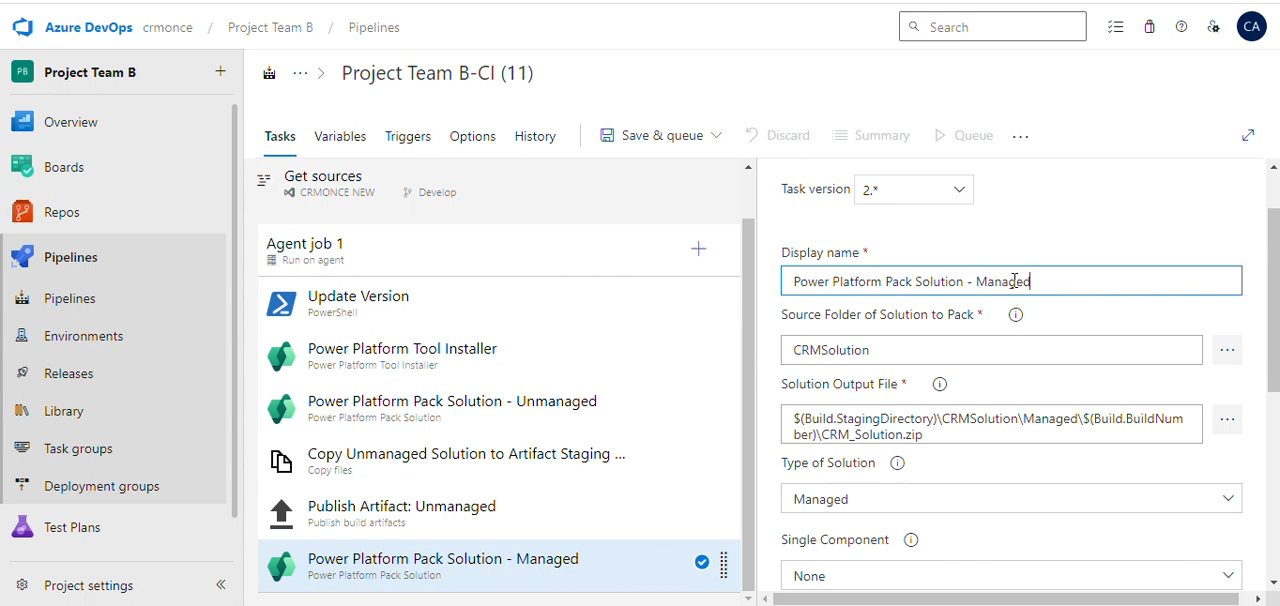 Azure DevOps crmonce / Project Team B / Pipelines Search CA
PB Project Team B +
Overview
Boards
Repos
Pipelines
Pipelines
Environments
Releases
Library
Task groups
Deployment groups
Test Plans
Project settings
... > Project Team B-CI (11)
Tasks Variables Triggers Options History Save & queue Discard Summary Queue ...
Get sources
CRMONCE NEW Develop
Agent job 1
Run on agent
Update Version
PowerShell
Power Platform Tool Installer
Power Platform Tool Installer
Power Platform Pack Solution - Unmanaged
Power Platform Pack Solution
Copy Unmanaged Solution to Artifact Staging ...
Copy files
Publish Artifact: Unmanaged
Publish build artifacts
Power Platform Pack Solution - Managed
Power Platform Pack Solution
Task version 2.*
Display name *
Power Platform Pack Solution - Managed
Source Folder of Solution to Pack *
CRMSolution
Solution Output File *
$(Build.StagingDirectory)\CRMSolution\Managed\$(Build.BuildNum
ber)\CRM_Solution.zip
Type of Solution
Managed
Single Component
None